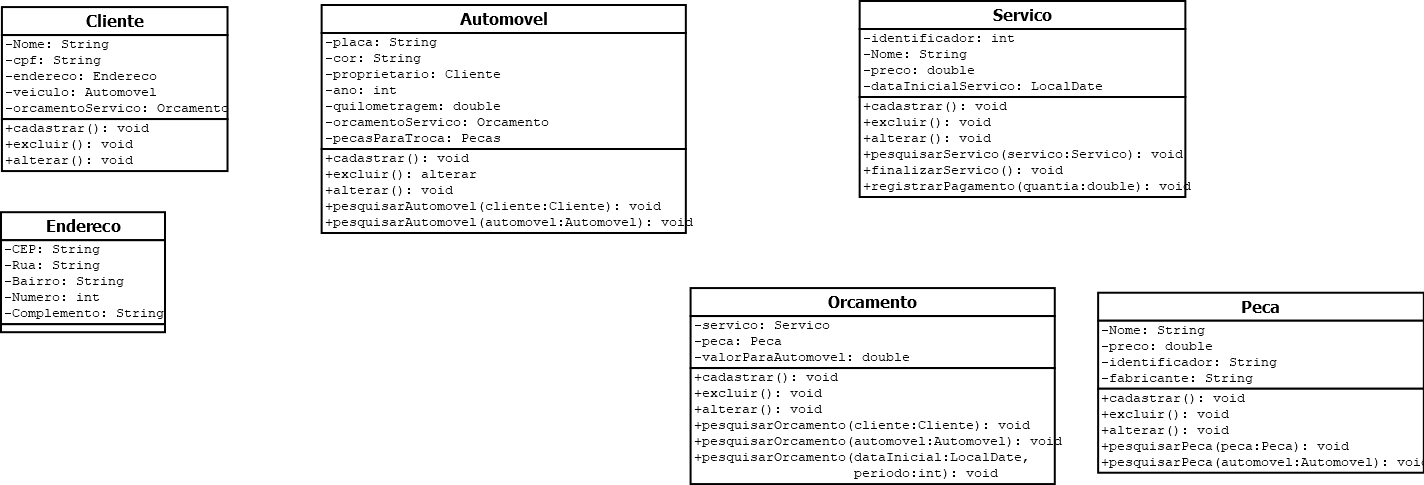 Cliente
-Nome: String
-cpf: String
-endereco: Endereco
-veiculo: Automovel
-orcamentoServico: Orcamento
+cadastrar(): void
+excluir(): void
+alterar(): void
Automovel
-placa: String
-cor: String
-proprietario: Cliente
-ano: int
-quilometragem: double
-orcamentoServico: Orcamento
-pecasParaTroca: Pecas
+cadastrar(): void
+excluir(): alterar
+alterar(): void
+pesquisarAutomovel(cliente:Cliente): void
+pesquisarAutomovel(automovel:Automovel): void
Servico
-identificador: int
-Nome: String
-preco: double
-dataInicialServico: LocalDate
+cadastrar(): void
+excluir(): void
+alterar(): void
+pesquisarServico(servico:Servico): void
+finalizarServico(): void
+registrarPagamento(quantia:double): void
Endereco
-CEP: String
-Rua: String
-Bairro: String
-Numero: int
-Complemento: String
Orcamento
-servico: Servico
-peca: Peca
-valorParaAutomovel: double
+cadastrar(): void
+excluir(): void
+alterar(): void
+pesquisarOrcamento(cliente:Cliente): void
+pesquisarOrcamento(automovel:Automovel): void
+pesquisarOrcamento(dataInicial:LocalDate,
periodo:int): void
Peca
-Nome: String
-preco: double
-identificador: String
-fabricante: String
+cadastrar(): void
+excluir(): void
+alterar(): void
+pesquisarPeca(peca:Peca): void
+pesquisarPeca(automovel:Automovel): void